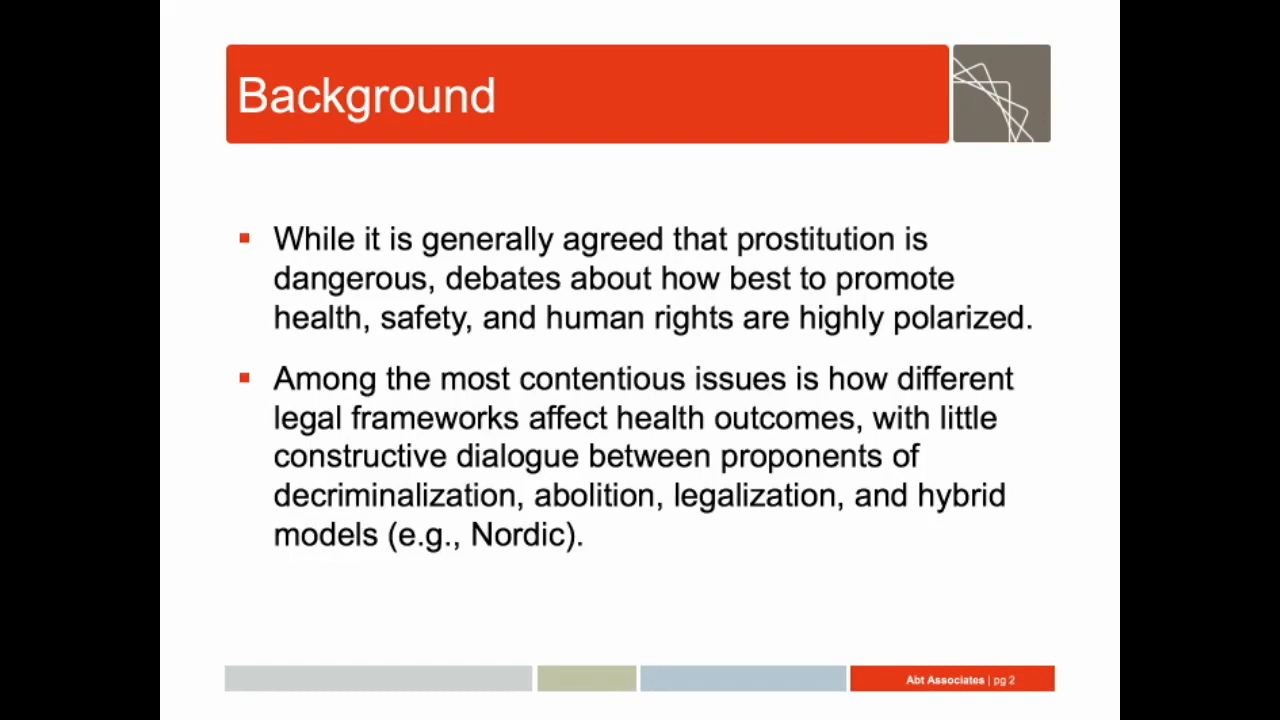 Background
While it is generally agreed that prostitution is
dangerous, debates about how best to promote
health, safety, and human rights are highly polarized.
Among the most contentious issues is how different
legal frameworks affect health outcomes, with little
constructive dialogue between proponents of
decriminalization, abolition, legalization, and hybrid
models (e.g., Nordic).
Abt Associates | pg 2